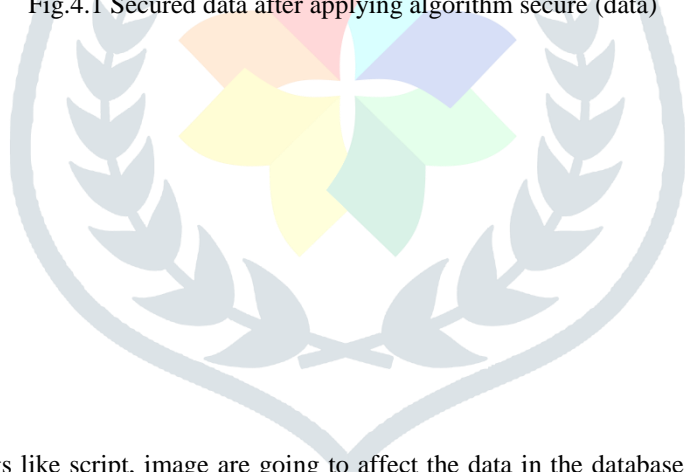 Fig.4.1 Secured data after applying algorithm secure (data)
like script, image are going to affect the data in the database